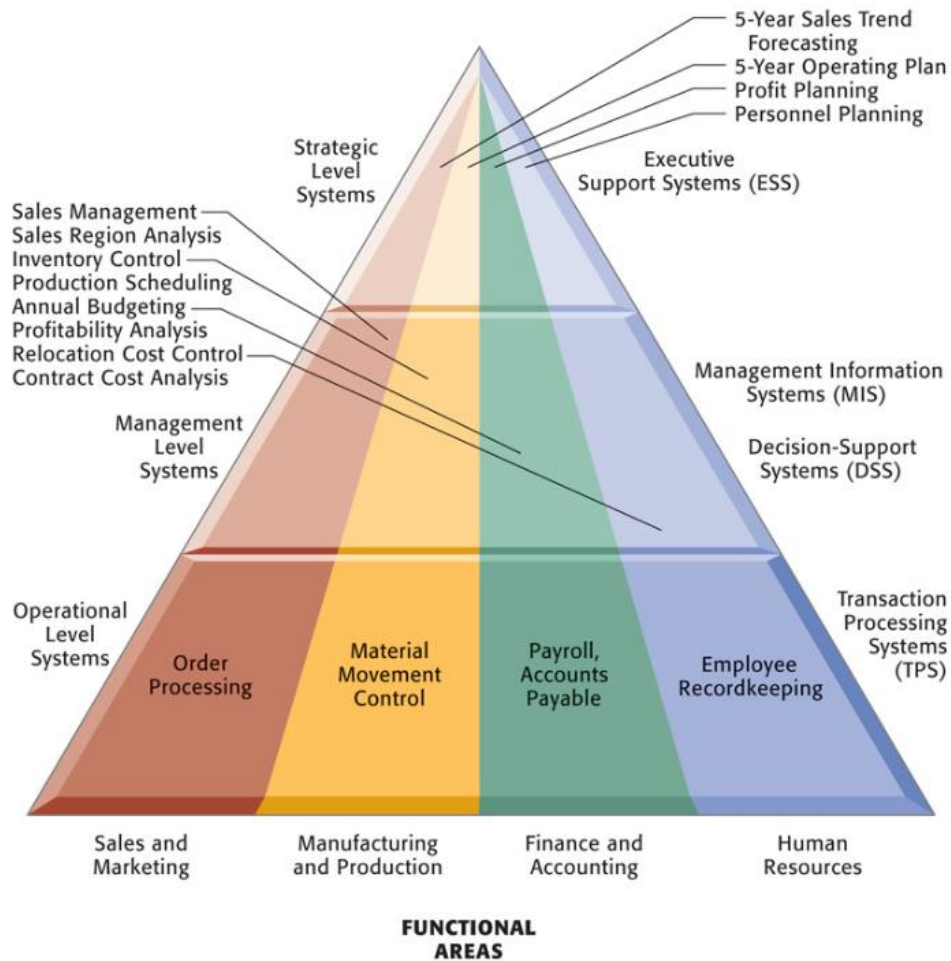 5-Year Sales Trend
Forecasting
5-Year Operating Plan
Profit Planning
Personnel Planning
Strategic
Level
Systems
Executive
Support Systems (ESS)
Sales Management
Sales Region Analysis
Inventory Control
Production Scheduling
Annual Budgeting
Profitability Analysis
Relocation Cost Control
Contract Cost Analysis
Management
Level
Systems
Management Information
Systems (MIS)
Decision-Support
Systems (DSS)
Operational
Level
Systems
Order
Processing
Material
Movement
Control
Payroll,
Accounts
Payable
Employee
Recordkeeping
Transaction
Processing
Systems
(TPS)
Sales and
Marketing
Manufacturing
and Production
Finance and
Accounting
Human
Resources
FUNCTIONAL
AREAS